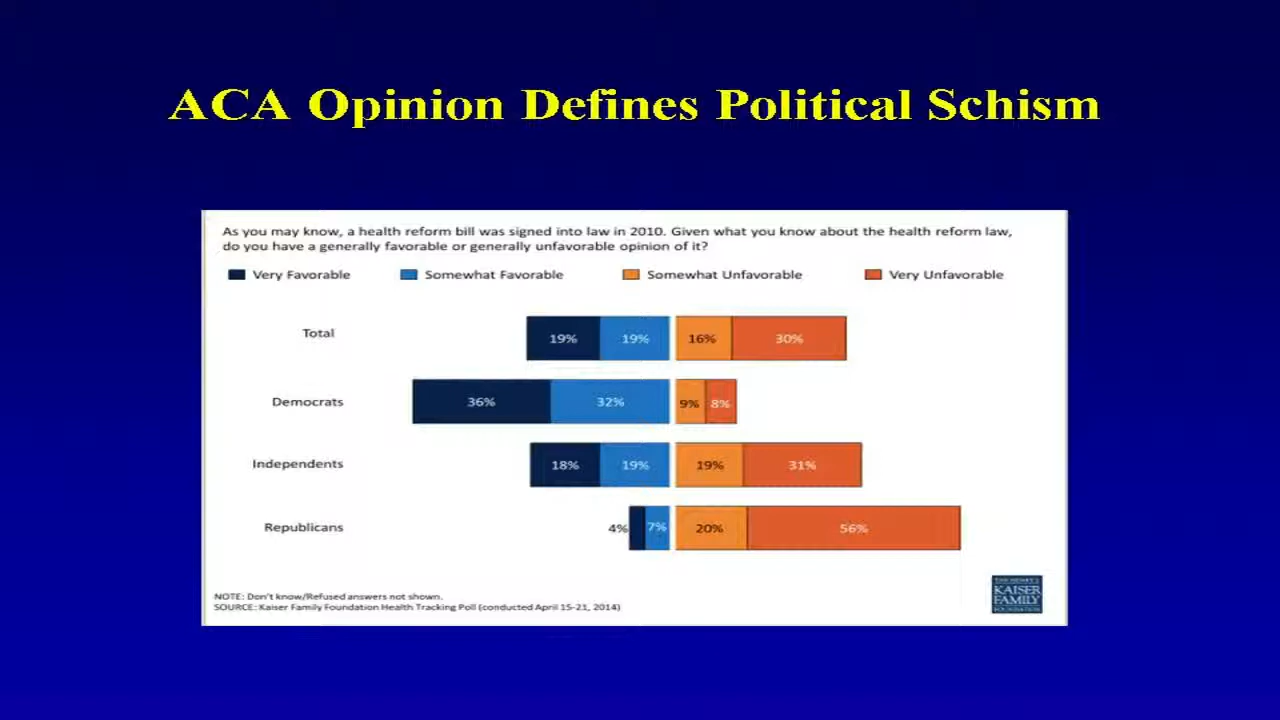 ACA Opinion Defines Political Schism
As you may know, a health reform bill was signed into law in 2010. Given what you know about the health reform law,
do you have a generally favorable or generally unfavorable opinion of it?
Very Favorable Somewhat Favorable Somewhat Unfavorable Very Unfavorable
Total 19% 19% 16% 30%
Democrats 36% 32% 9% 8%
Independents 18% 19% 19% 31%
Republicans 4% 7% 20% 56%
NOTE: Don't know/Refused answers not shown.
SOURCE: Kaiser Family Foundation Health Tracking Poll (conducted April 15-21, 2014)
THE HENRY J.
KAISER
FAMILY
FOUNDATION